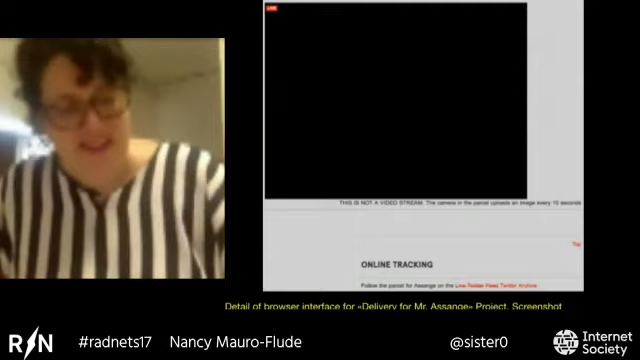 LIVE
THIS IS NOT A VIDEO STREAM. The camera in the parcel uploads an image every 10 seconds
Top
ONLINE TRACKING
Follow the parcel for Assange on the Live-Twitter-Feed Twitter Archive
Detail of browser interface for «Delivery for Mr. Assange» Project. Screenshot
#radnets17 Nancy Mauro-Flude @sister0
Internet
Society